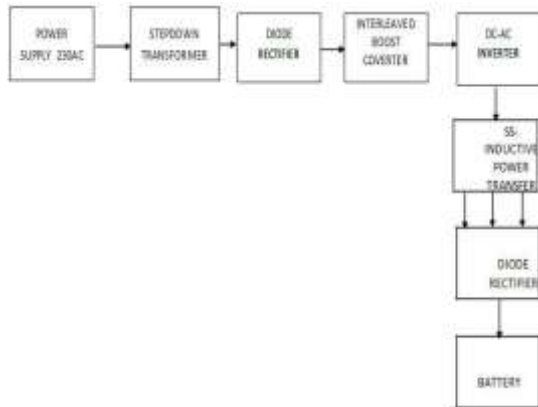 POWER
SUPPLY 230AC
STEPDOWN
TRANSFORMER
DIODE
RECTIFIER
INTERLEAVED
BOOST
COVERTER
DC-AC
INVERTER
SS-
INDUCTIVE
POWER
TRANSFER
DIODE
RECTIFIER
BATTERY